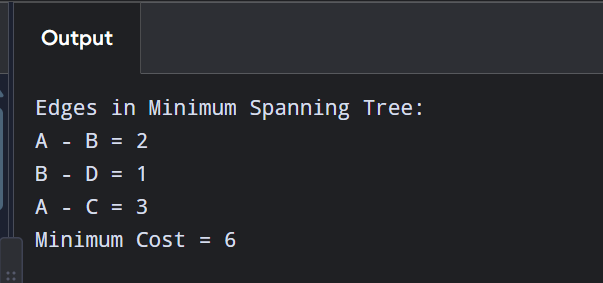 Output
Edges in Minimum Spanning Tree:
A - B = 2
B - D = 1
A - C = 3
Minimum Cost = 6